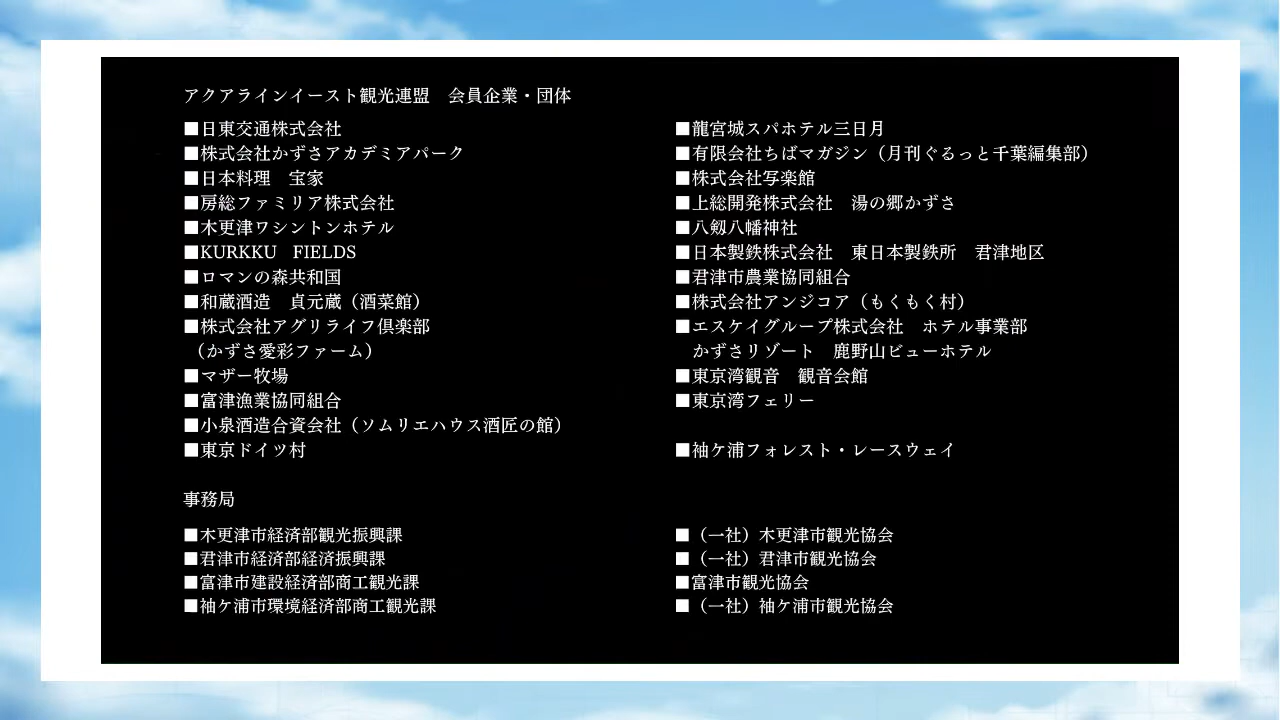 アクアラインイースト観光連盟　会員企業・団体
■日東交通株式会社
■株式会社かずさアカデミアパーク
■日本料理　宝家
■房総ファミリア株式会社
■木更津ワシントンホテル
■KURKKU　FIELDS
■ロマンの森共和国
■和蔵酒造　貞元蔵（酒菜館）
■株式会社アグリライフ倶楽部
（かずさ愛彩ファーム）
■マザー牧場
■富津漁業協同組合
■小泉酒造合資会社（ソムリエハウス酒匠の館）
■東京ドイツ村
■龍宮城スパホテル三日月
■有限会社ちばマガジン（月刊ぐるっと千葉編集部）
■株式会社写楽館
■上総開発株式会社　湯の郷かずさ
■八剱八幡神社
■日本製鉄株式会社　東日本製鉄所　君津地区
■君津市農業協同組合
■株式会社アンジコア（もくもく村）
■エスケイグループ株式会社　ホテル事業部
かずさリゾート　鹿野山ビューホテル
■東京湾観音　観音会館
■東京湾フェリー
■袖ケ浦フォレスト・レースウェイ
事務局
■木更津市経済部観光振興課
■君津市経済部経済振興課
■富津市建設経済部商工観光課
■袖ケ浦市環境経済部商工観光課
■（一社）木更津市観光協会
■（一社）君津市観光協会
■富津市観光協会
■（一社）袖ケ浦市観光協会